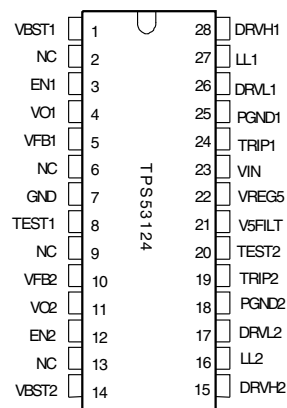 VBST1 1 28 DRVH1
NC 2 27 LL1
EN1 3 26 DRVL1
VO1 4 25 PGND1
VFB1 5 24 TRIP1
NC 6 23 VIN
GND 7 22 VREG5
TEST1 8 21 V5FILT
NC 9 20 TEST2
VFB2 10 19 TRIP2
VO2 11 18 PGND2
EN2 12 17 DRVL2
NC 13 16 LL2
VBST2 14 15 DRVH2
TPS53124